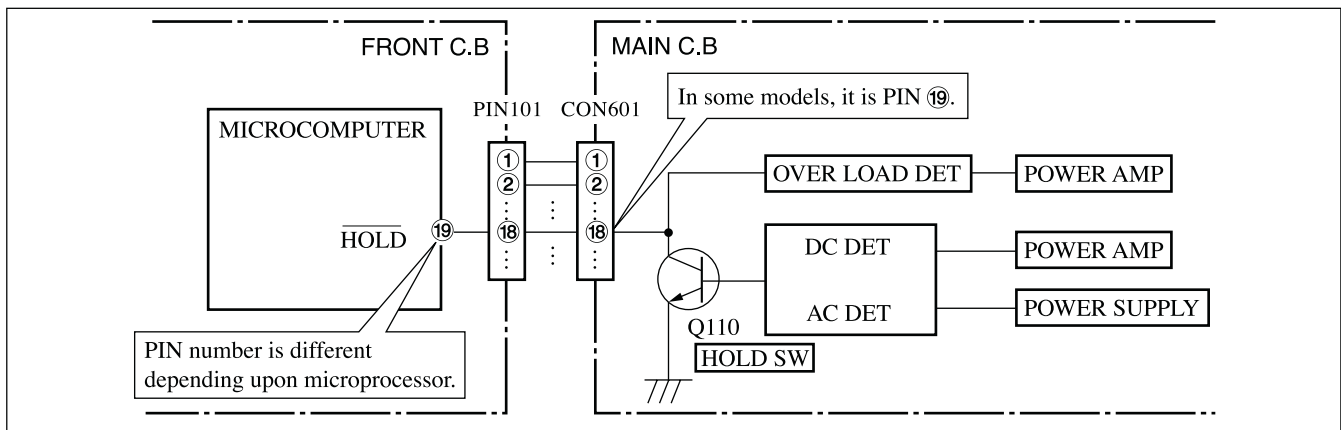 FRONT C.B
MAIN C.B
PIN101
CON601
In some models, it is PIN ⑲.
MICROCOMPUTER
①
①
②
②
⋮
⋮
⋮
HOLD
⑲
⑱
⑱
⋮
⋮
⋮
OVER LOAD DET
POWER AMP
DC DET
POWER AMP
AC DET
POWER SUPPLY
Q110
HOLD SW
PIN number is different
depending upon microprocessor.